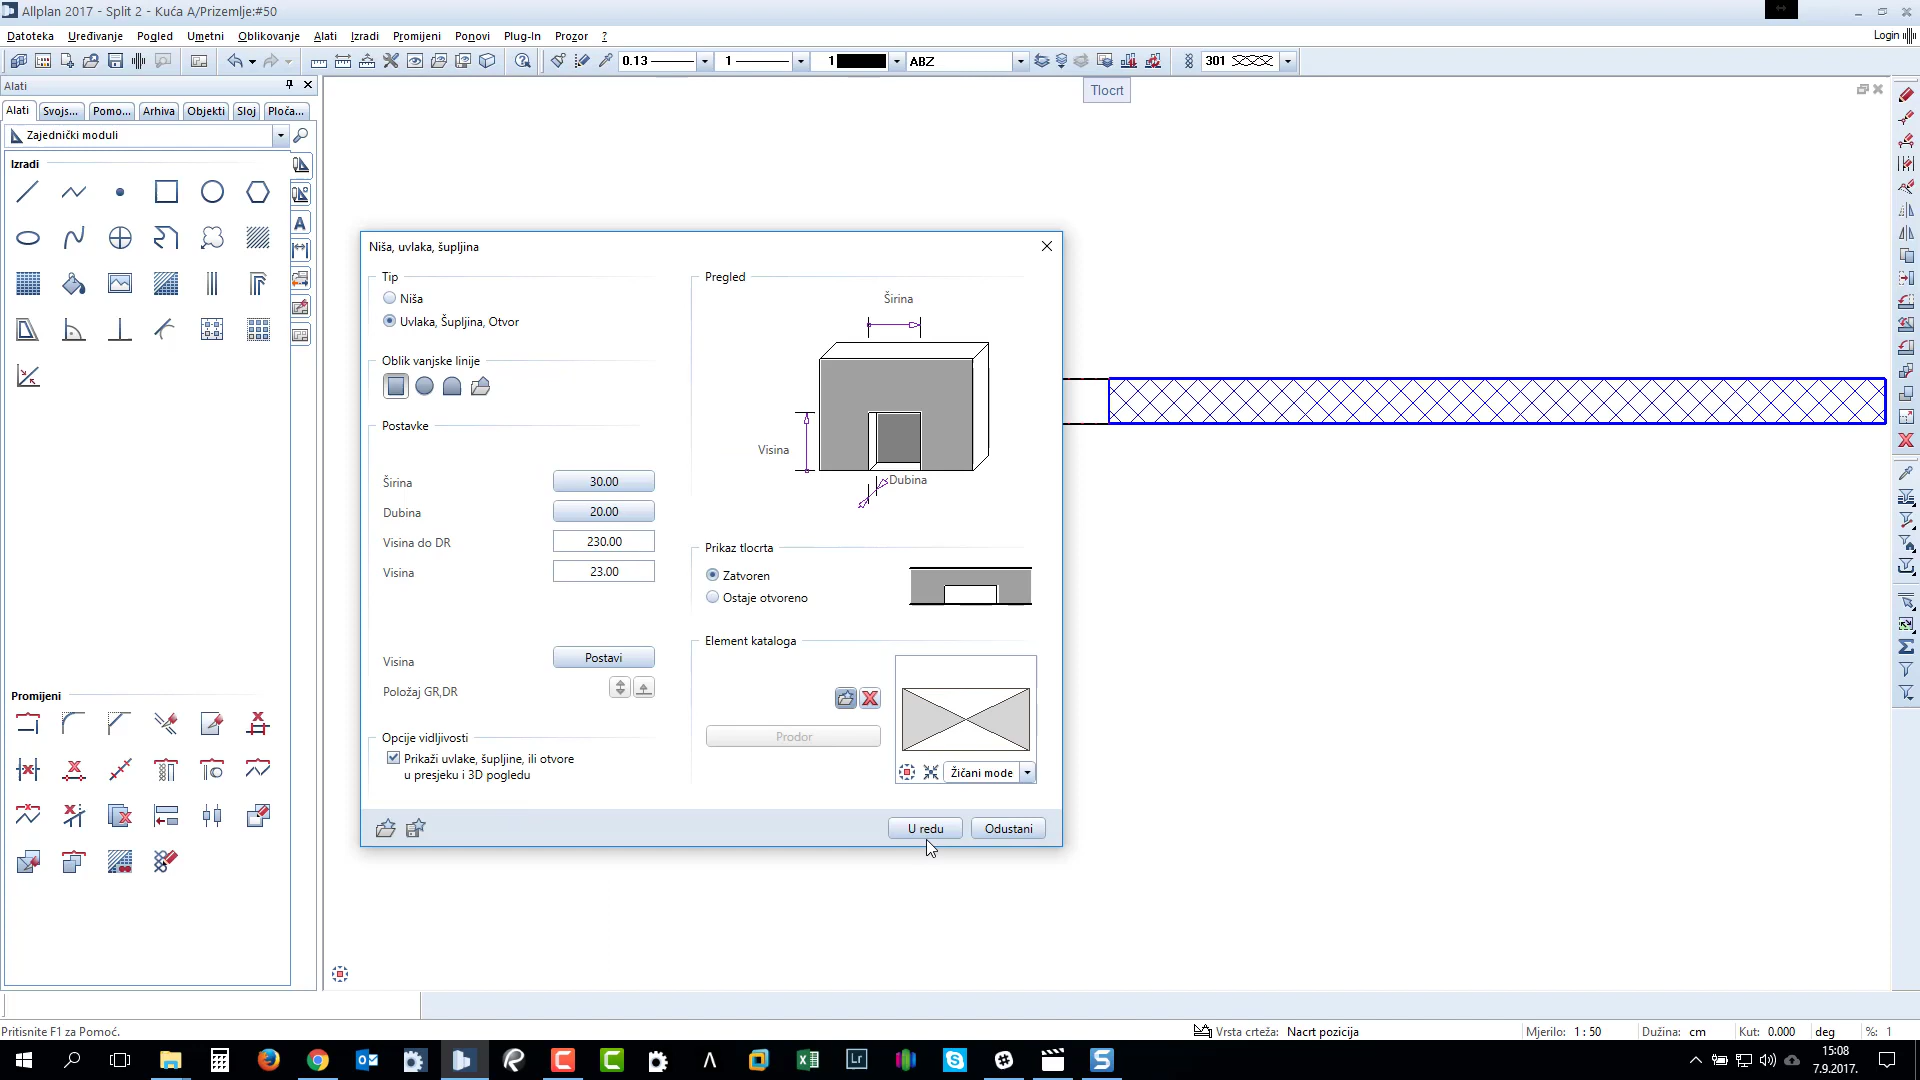 Allplan 2017 - Split 2 - Kuća A/Prizemlje:#50
Datoteka Uređivanje Pogled Umetni Oblikovanje Alati Izradi Promijeni Ponovi Plug-In Prozor ?
Login
0.13 1 1 ABZ 301
Alati
Tlocrt
Alati Svojs... Pomo... Arhiva Objekti Sloj Ploča...
Zajednički moduli
Izradi
Niša, uvlaka, šupljina
Tip
Niša
Uvlaka, Šupljina, Otvor
Oblik vanjske linije
Postavke
Širina 30.00
Dubina 20.00
Visina do DR 230.00
Visina 23.00
Visina Postavi
Položaj GR,DR
Opcije vidljivosti
Prikaži uvlake, šupljine, ili otvore
u presjeku i 3D pogledu
Pregled
Širina
Visina
Dubina
Prikaz tlocrta
Zatvoren
Ostaje otvoreno
Element kataloga
Prodor
Žičani mode
U redu Odustani
Promijeni
Pritisnite F1 za Pomoć.
Vrsta crteža: Nacrt pozicija
Mjerilo: 1 : 50
Dužina: cm
Kut: 0.000 deg
%: 1
15:08
7.9.2017.